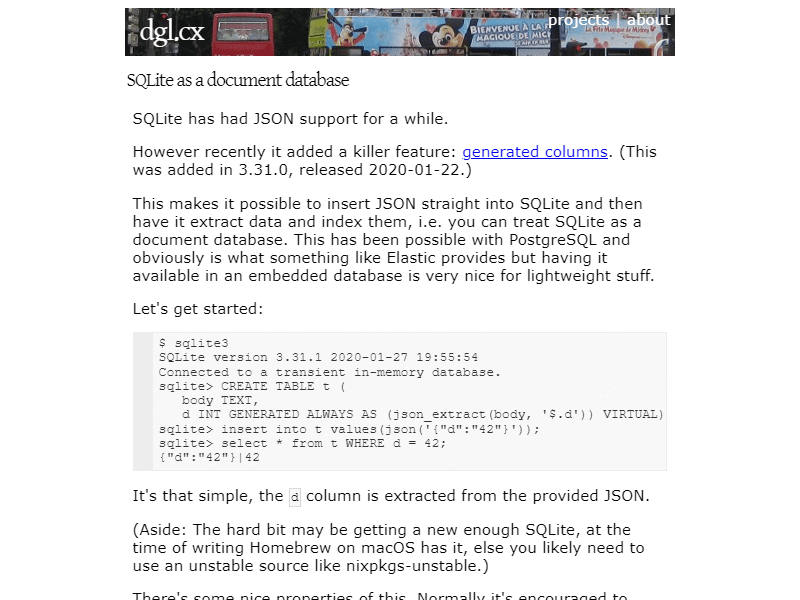 dgl.cx
projects | about
BIENVENUE À LA
MAGIQUE DE MICK
La Fête Magique de Mickey
SQLite as a document database
SQLite has had JSON support for a while.
However recently it added a killer feature: generated columns. (This
was added in 3.31.0, released 2020-01-22.)
This makes it possible to insert JSON straight into SQLite and then
have it extract data and index them, i.e. you can treat SQLite as a
document database. This has been possible with PostgreSQL and
obviously is what something like Elastic provides but having it
available in an embedded database is very nice for lightweight stuff.
Let's get started:
$ sqlite3
SQLite version 3.31.1 2020-01-27 19:55:54
Connected to a transient in-memory database.
sqlite> CREATE TABLE t (
body TEXT,
d INT GENERATED ALWAYS AS (json_extract(body, '$.d')) VIRTUAL)
sqlite> insert into t values(json('{"d":"42"}'));
sqlite> select * from t WHERE d = 42;
{"d":"42"}|42
It's that simple, the d column is extracted from the provided JSON.
(Aside: The hard bit may be getting a new enough SQLite, at the
time of writing Homebrew on macOS has it, else you likely need to
use an unstable source like nixpkgs-unstable.)
There's some nice properties of this. Normally it's encouraged to